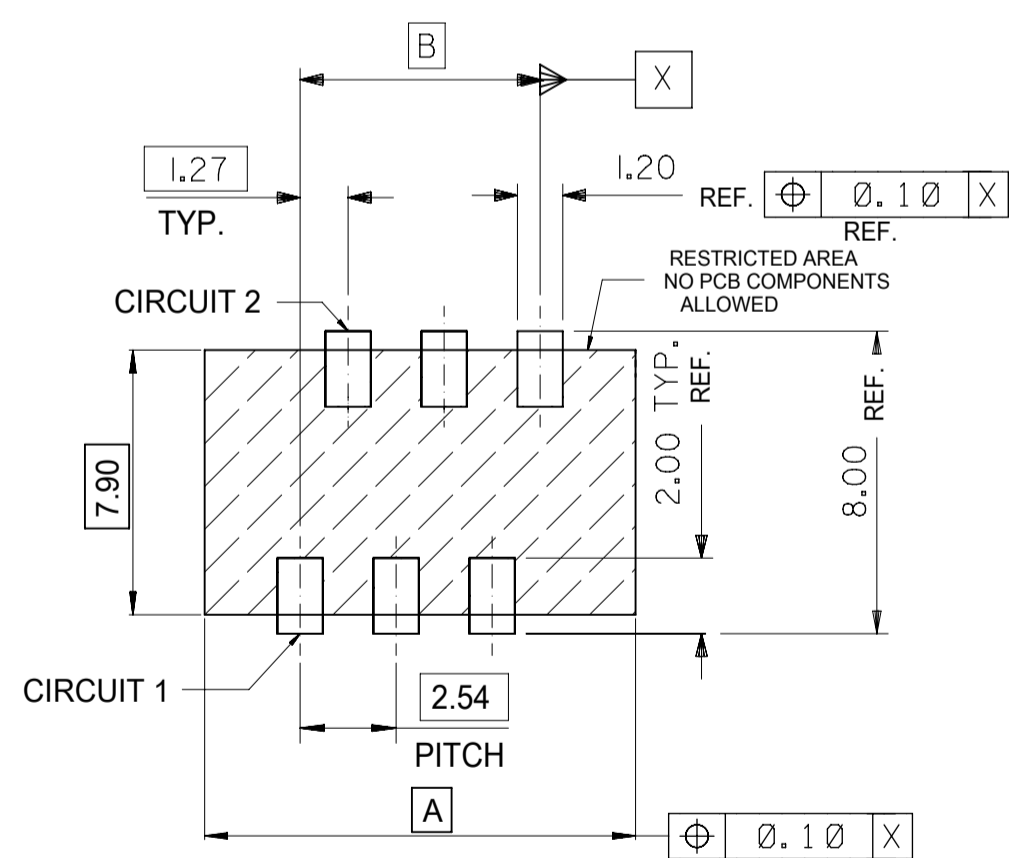 B
X
1.27
TYP.
1.20
REF.
⌖ Ø.10 X
REF.
RESTRICTED AREA
NO PCB COMPONENTS
ALLOWED
CIRCUIT 2
2.00 TYP.
REF.
REF.
8.00
7.90
CIRCUIT 1
2.54
PITCH
A
⌖ Ø.10 X